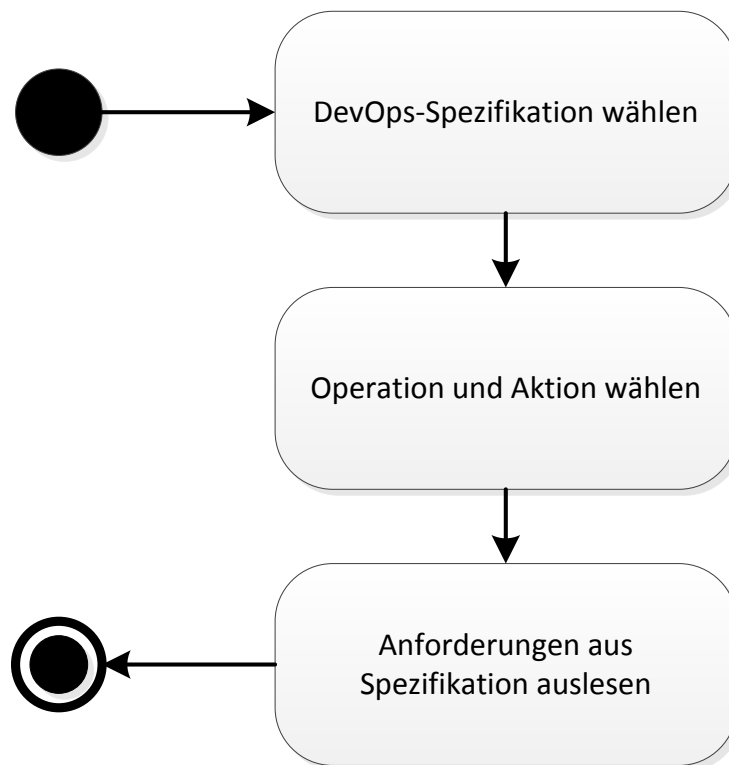 DevOps-Spezifikation wählen
Operation und Aktion wählen
Anforderungen aus
Spezifikation auslesen